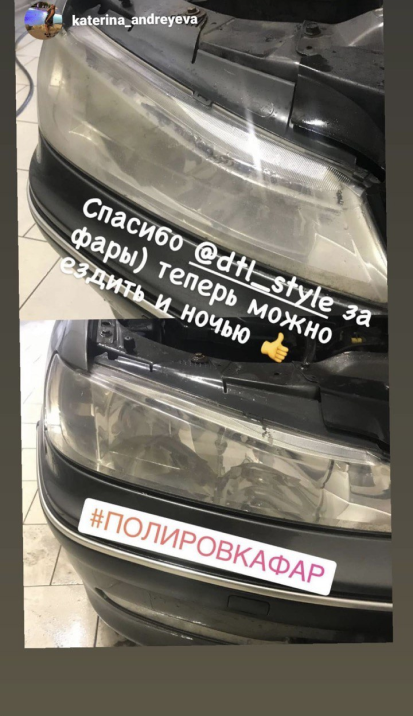 katerina_andreyeva
Спасибо @dtl_style за
фары) теперь можно
ездить и ночью 👍
#ПОЛИРОВКАФАР